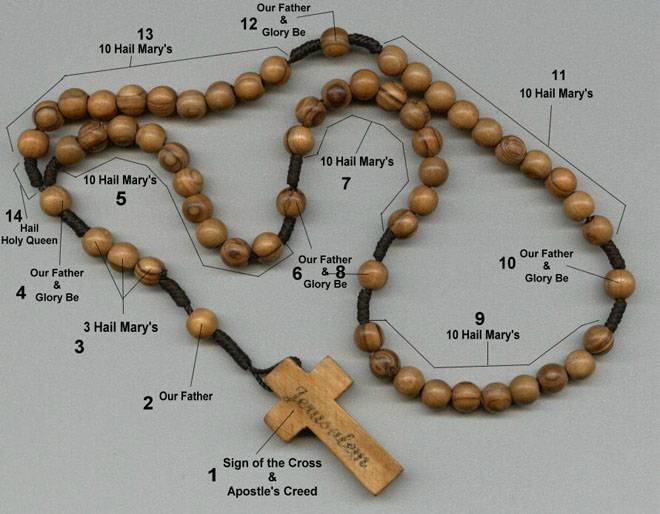 12
Our Father
&
Glory Be
13
10 Hail Mary's
11
10 Hail Mary's
10 Hail Mary's
5
10 Hail Mary's
7
14
Hail
Holy Queen
4
Our Father
&
Glory Be
6
Our Father
&
Glory Be
8
10
Our Father
&
Glory Be
9
10 Hail Mary's
3 Hail Mary's
3
2 Our Father
Jerusalem
1
Sign of the Cross
&
Apostle's Creed